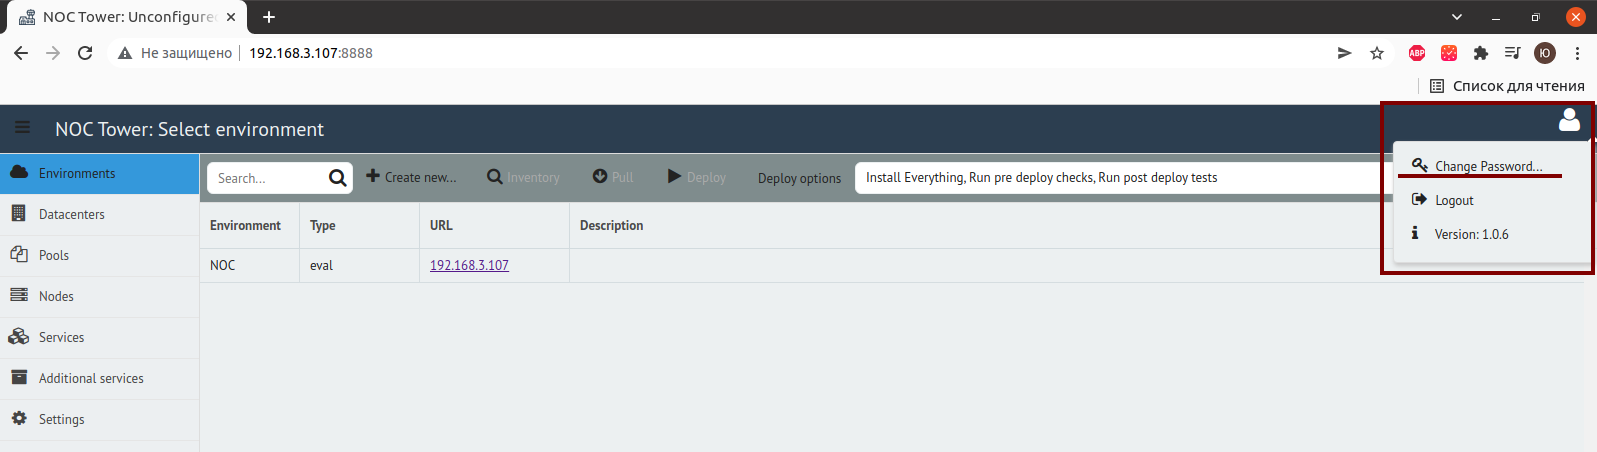 NOC Tower: Unconfigured
Не защищено 192.168.3.107:8888
ABP
Ю
Список для чтения
NOC Tower: Select environment
Environments
Datacenters
Pools
Nodes
Services
Additional services
Settings
Search... Create new... Inventory Pull Deploy Deploy options Install Everything, Run pre deploy checks, Run post deploy tests
Environment Type URL Description
NOC eval 192.168.3.107
Change Password...
Logout
Version: 1.0.6